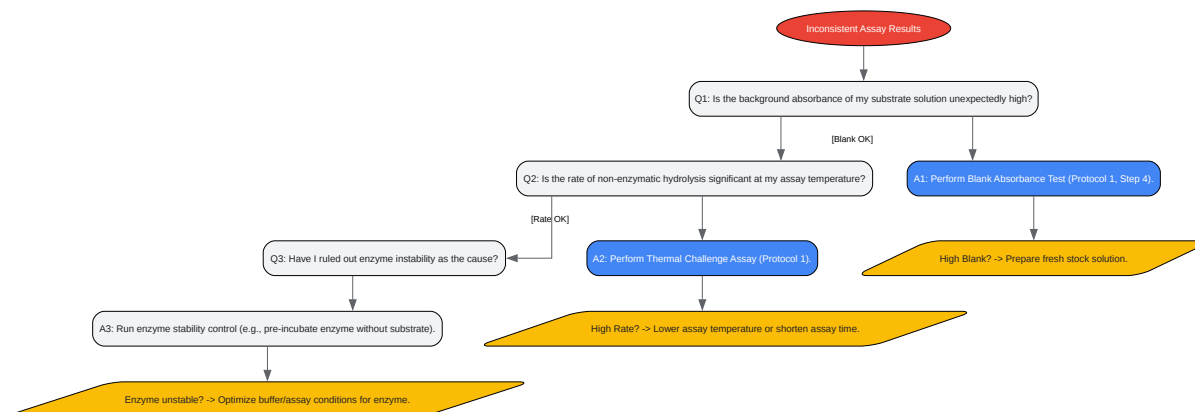 Inconsistent Assay Results
Q1: Is the background absorbance of my substrate solution unexpectedly high?
[Blank OK]
Q2: Is the rate of non-enzymatic hydrolysis significant at my assay temperature?
A1: Perform Blank Absorbance Test (Protocol 1, Step 4).
[Rate OK]
Q3: Have I ruled out enzyme instability as the cause?
A2: Perform Thermal Challenge Assay (Protocol 1).
High Blank? -> Prepare fresh stock solution.
A3: Run enzyme stability control (e.g., pre-incubate enzyme without substrate).
High Rate? -> Lower assay temperature or shorten assay time.
Enzyme unstable? -> Optimize buffer/assay conditions for enzyme.